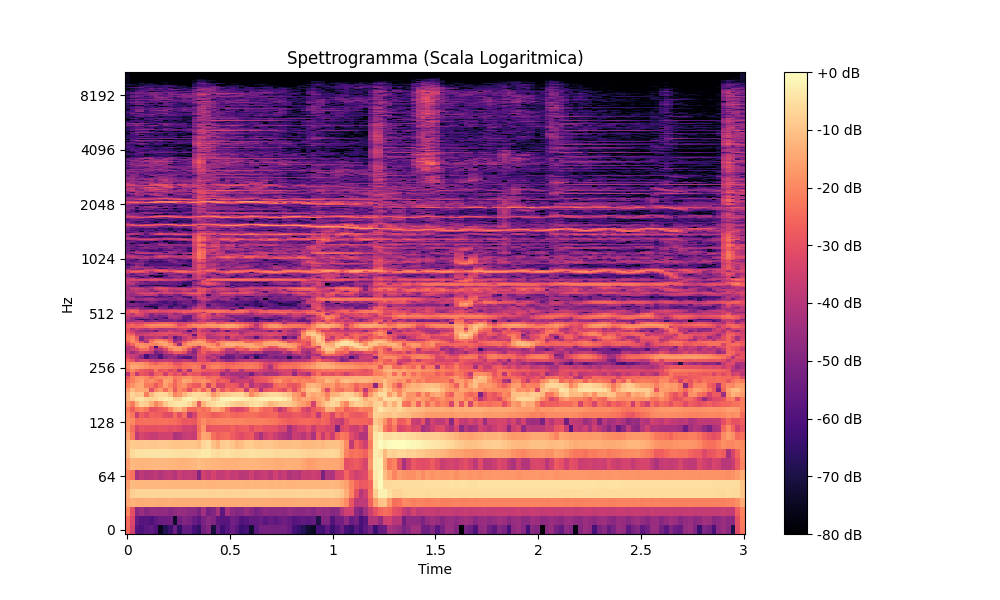 Spettrogramma (Scala Logaritmica)
8192
4096
2048
1024
512
256
128
64
0
Hz
0
0.5
1
1.5
2
2.5
3
Time
+0 dB
-10 dB
-20 dB
-30 dB
-40 dB
-50 dB
-60 dB
-70 dB
-80 dB